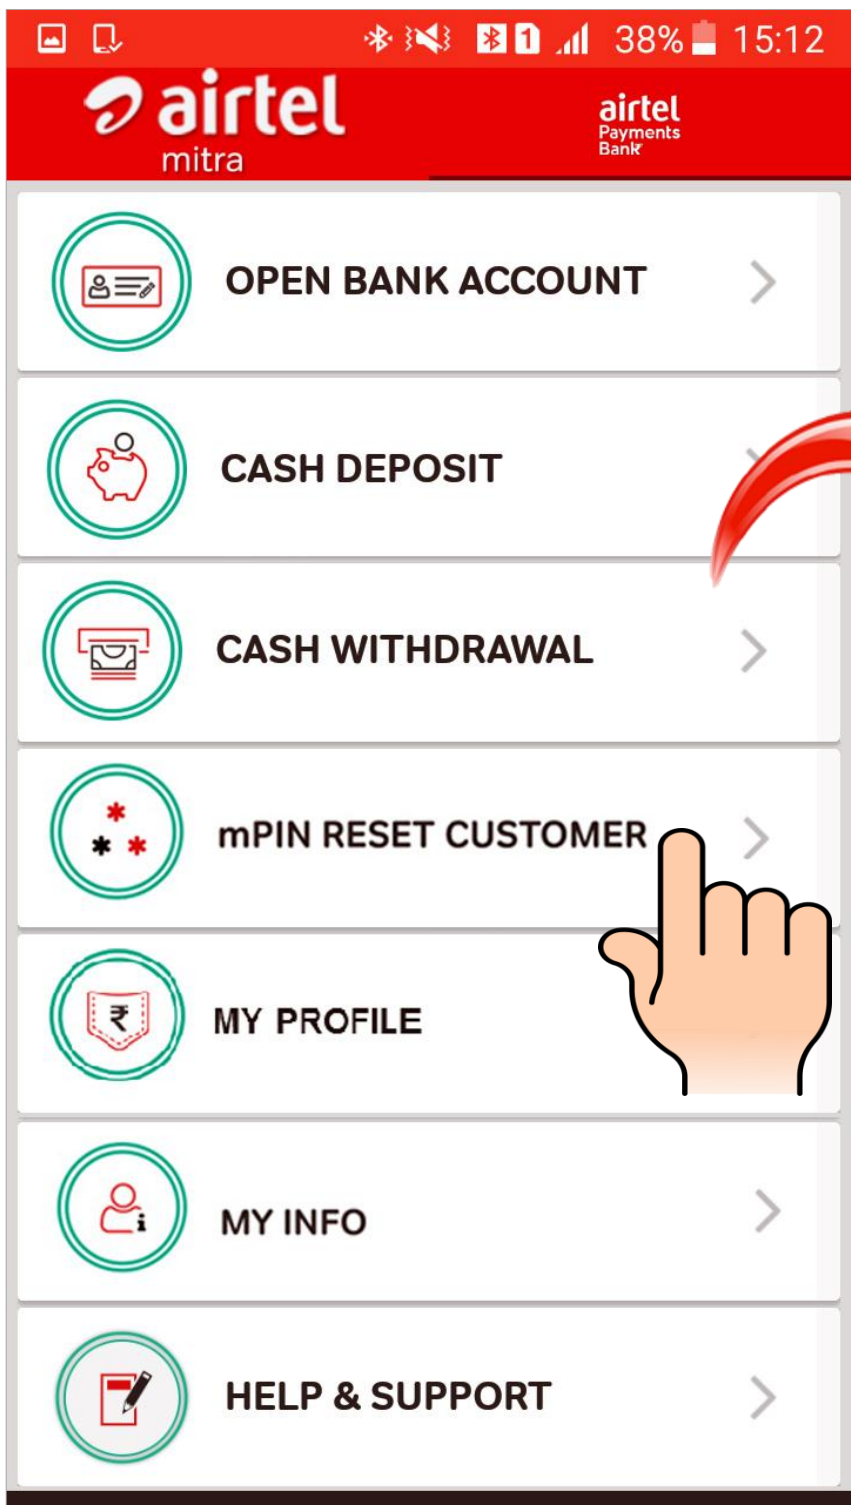 1 38% 15:12
airtel
mitra
airtel
Payments
Bank
OPEN BANK ACCOUNT
CASH DEPOSIT
CASH WITHDRAWAL
mPIN RESET CUSTOMER
₹ MY PROFILE
i MY INFO
HELP & SUPPORT